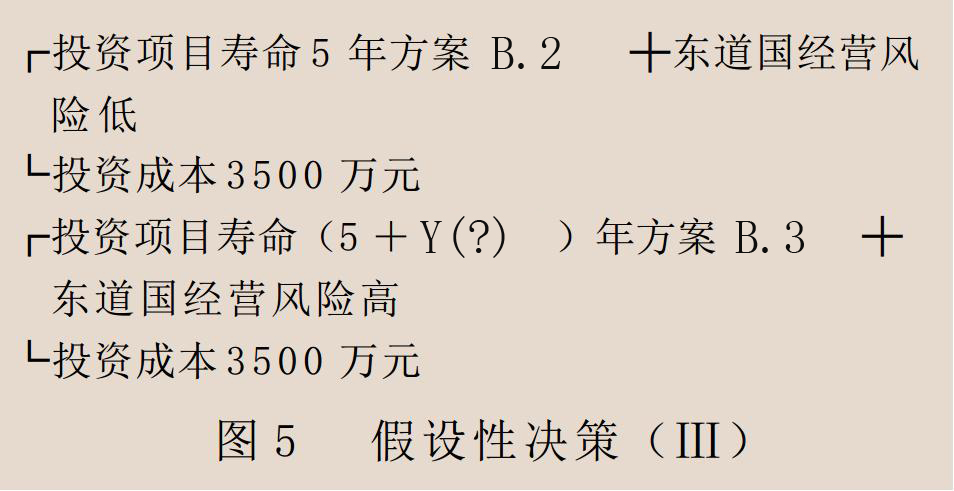 ┌投资项目寿命5 年方案 B.2 ┼东道国经营风
险低
└投资成本3500 万元
┌投资项目寿命（5＋Y(?) ）年方案 B.3 ┼
东道国经营风险高
└投资成本3500 万元
图 5 假设性决策（Ⅲ）